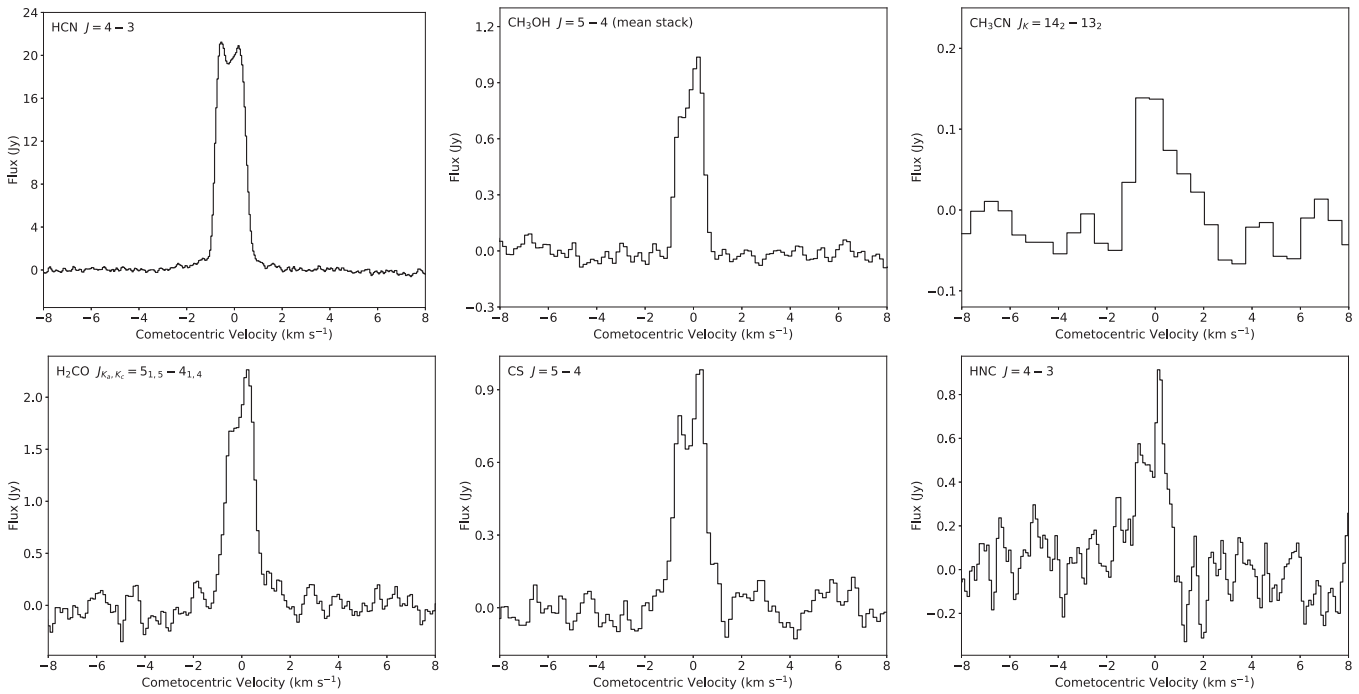 HCN J = 4 − 3
24
20
16
12
8
4
0
Flux (Jy)
−8 −6 −4 −2 0 2 4 6 8
Cometocentric Velocity (km s⁻¹)
CH₃OH J = 5 − 4 (mean stack)
1.2
0.9
0.6
0.3
0.0
−0.3
Flux (Jy)
−8 −6 −4 −2 0 2 4 6 8
Cometocentric Velocity (km s⁻¹)
CH₃CN J_K = 14₂ − 13₂
0.2
0.1
0.0
−0.1
Flux (Jy)
−8 −6 −4 −2 0 2 4 6 8
Cometocentric Velocity (km s⁻¹)
H₂CO J_{Kₐ, K_c} = 5₁,₅ − 4₁,₄
2.0
1.5
1.0
0.5
0.0
Flux (Jy)
−8 −6 −4 −2 0 2 4 6 8
Cometocentric Velocity (km s⁻¹)
CS J = 5 − 4
0.9
0.6
0.3
0.0
Flux (Jy)
−8 −6 −4 −2 0 2 4 6 8
Cometocentric Velocity (km s⁻¹)
HNC J = 4 − 3
0.8
0.6
0.4
0.2
0.0
−0.2
Flux (Jy)
−8 −6 −4 −2 0 2 4 6 8
Cometocentric Velocity (km s⁻¹)